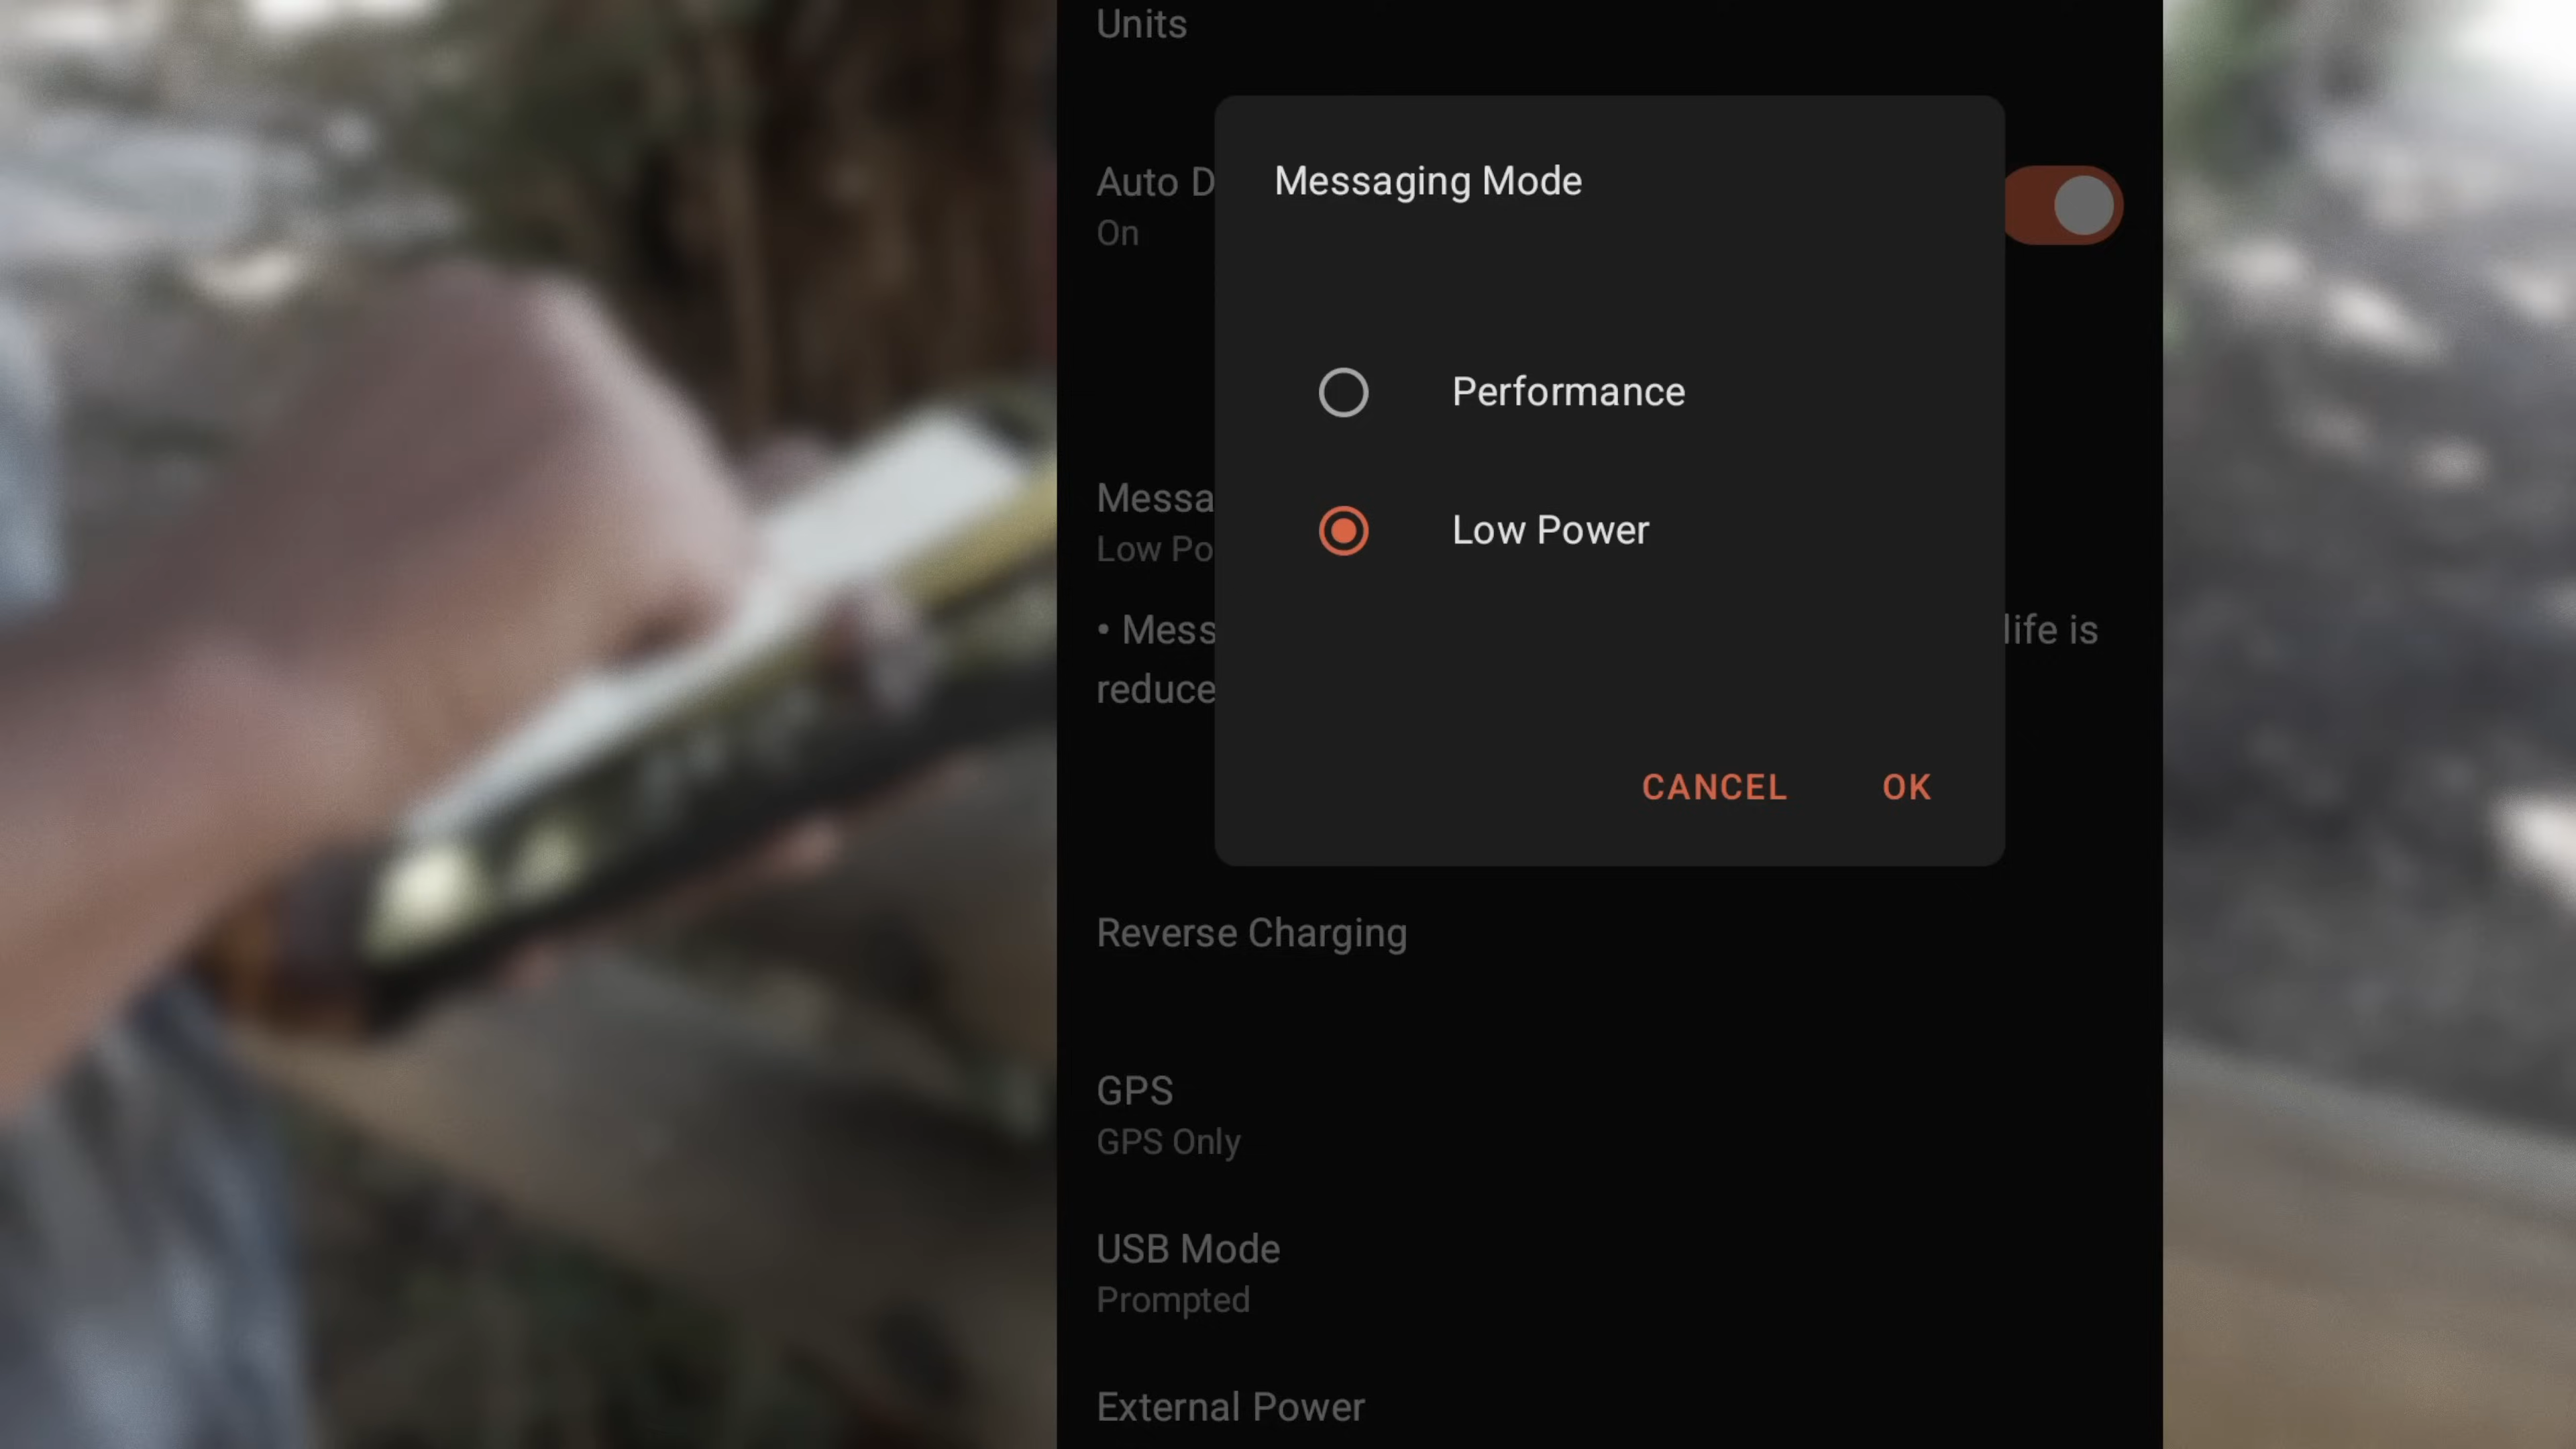 Units
Auto D
On
Messaging Mode
Performance
Low Power
Messa
Low Po
• Mess life is
reduce
CANCEL OK
Reverse Charging
GPS
GPS Only
USB Mode
Prompted
External Power